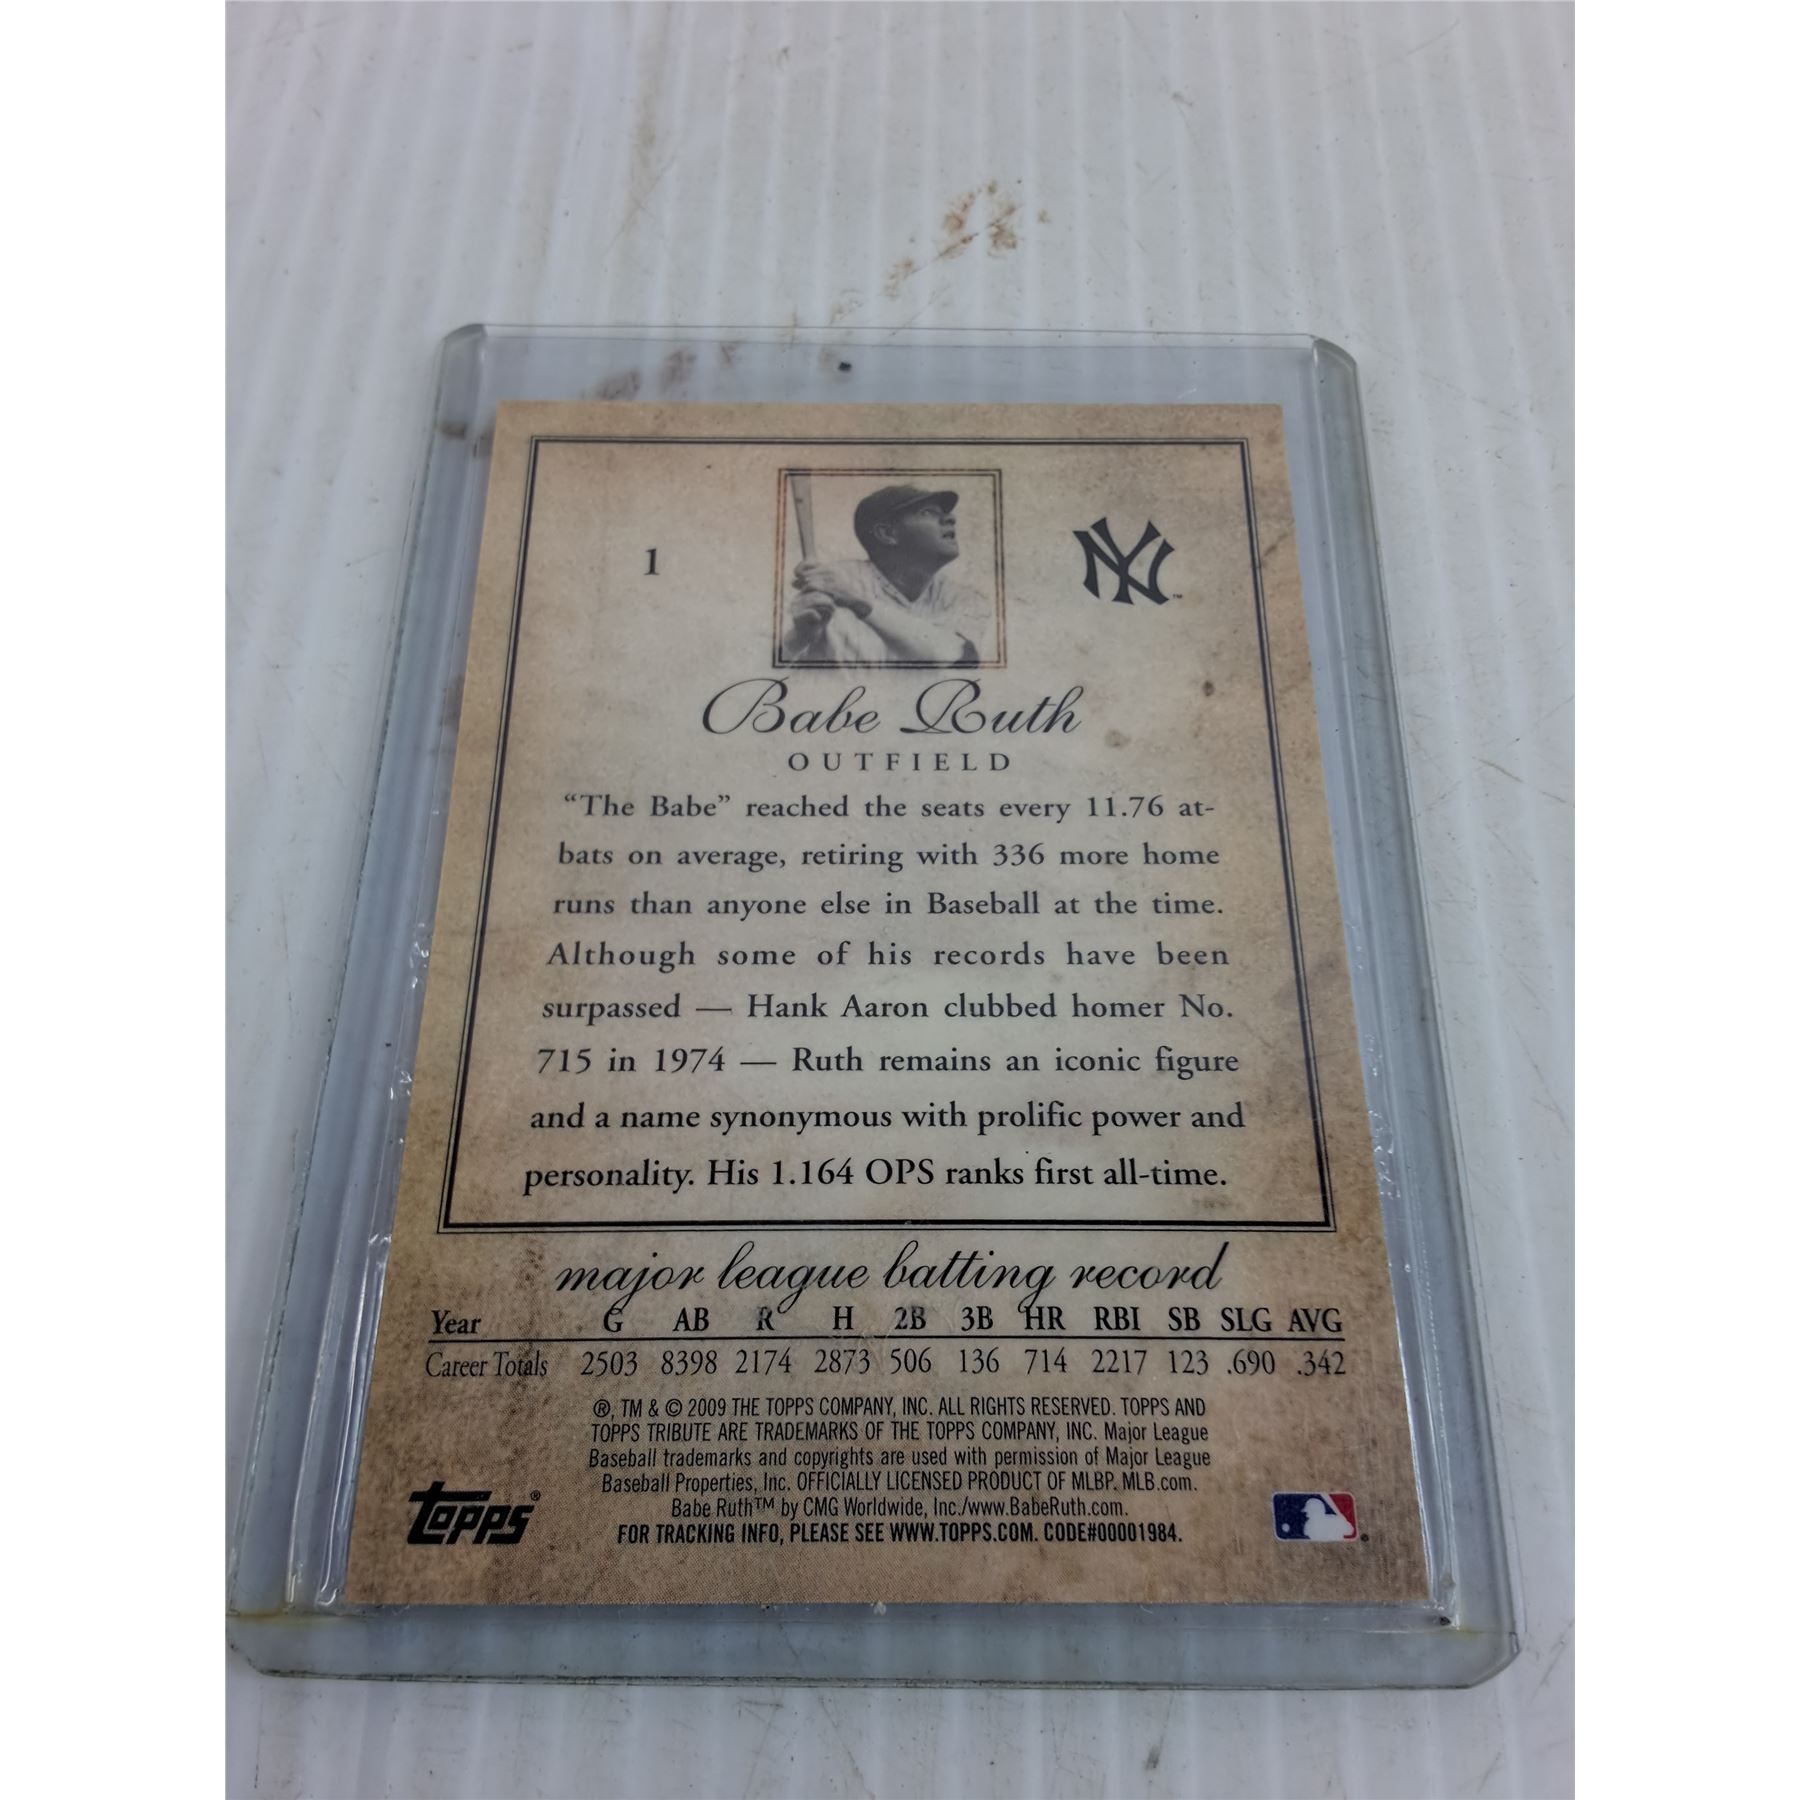 1
NY™
Babe Ruth
OUTFIELD
“The Babe” reached the seats every 11.76 at-
bats on average, retiring with 336 more home
runs than anyone else in Baseball at the time.
Although some of his records have been
surpassed — Hank Aaron clubbed homer No.
715 in 1974 — Ruth remains an iconic figure
and a name synonymous with prolific power and
personality. His 1.164 OPS ranks first all-time.
major league batting record
Year G AB R H 2B 3B HR RBI SB SLG AVG
Career Totals 2503 8398 2174 2873 506 136 714 2217 123 .690 .342
®, TM & © 2009 THE TOPPS COMPANY, INC. ALL RIGHTS RESERVED. TOPPS AND
TOPPS TRIBUTE ARE TRADEMARKS OF THE TOPPS COMPANY, INC. Major League
Baseball trademarks and copyrights are used with permission of Major League
Baseball Properties, Inc. OFFICIALLY LICENSED PRODUCT OF MLBP. MLB.com.
Babe Ruth™ by CMG Worldwide, Inc./www.BabeRuth.com.
FOR TRACKING INFO, PLEASE SEE WWW.TOPPS.COM. CODE#00001984.
Topps®